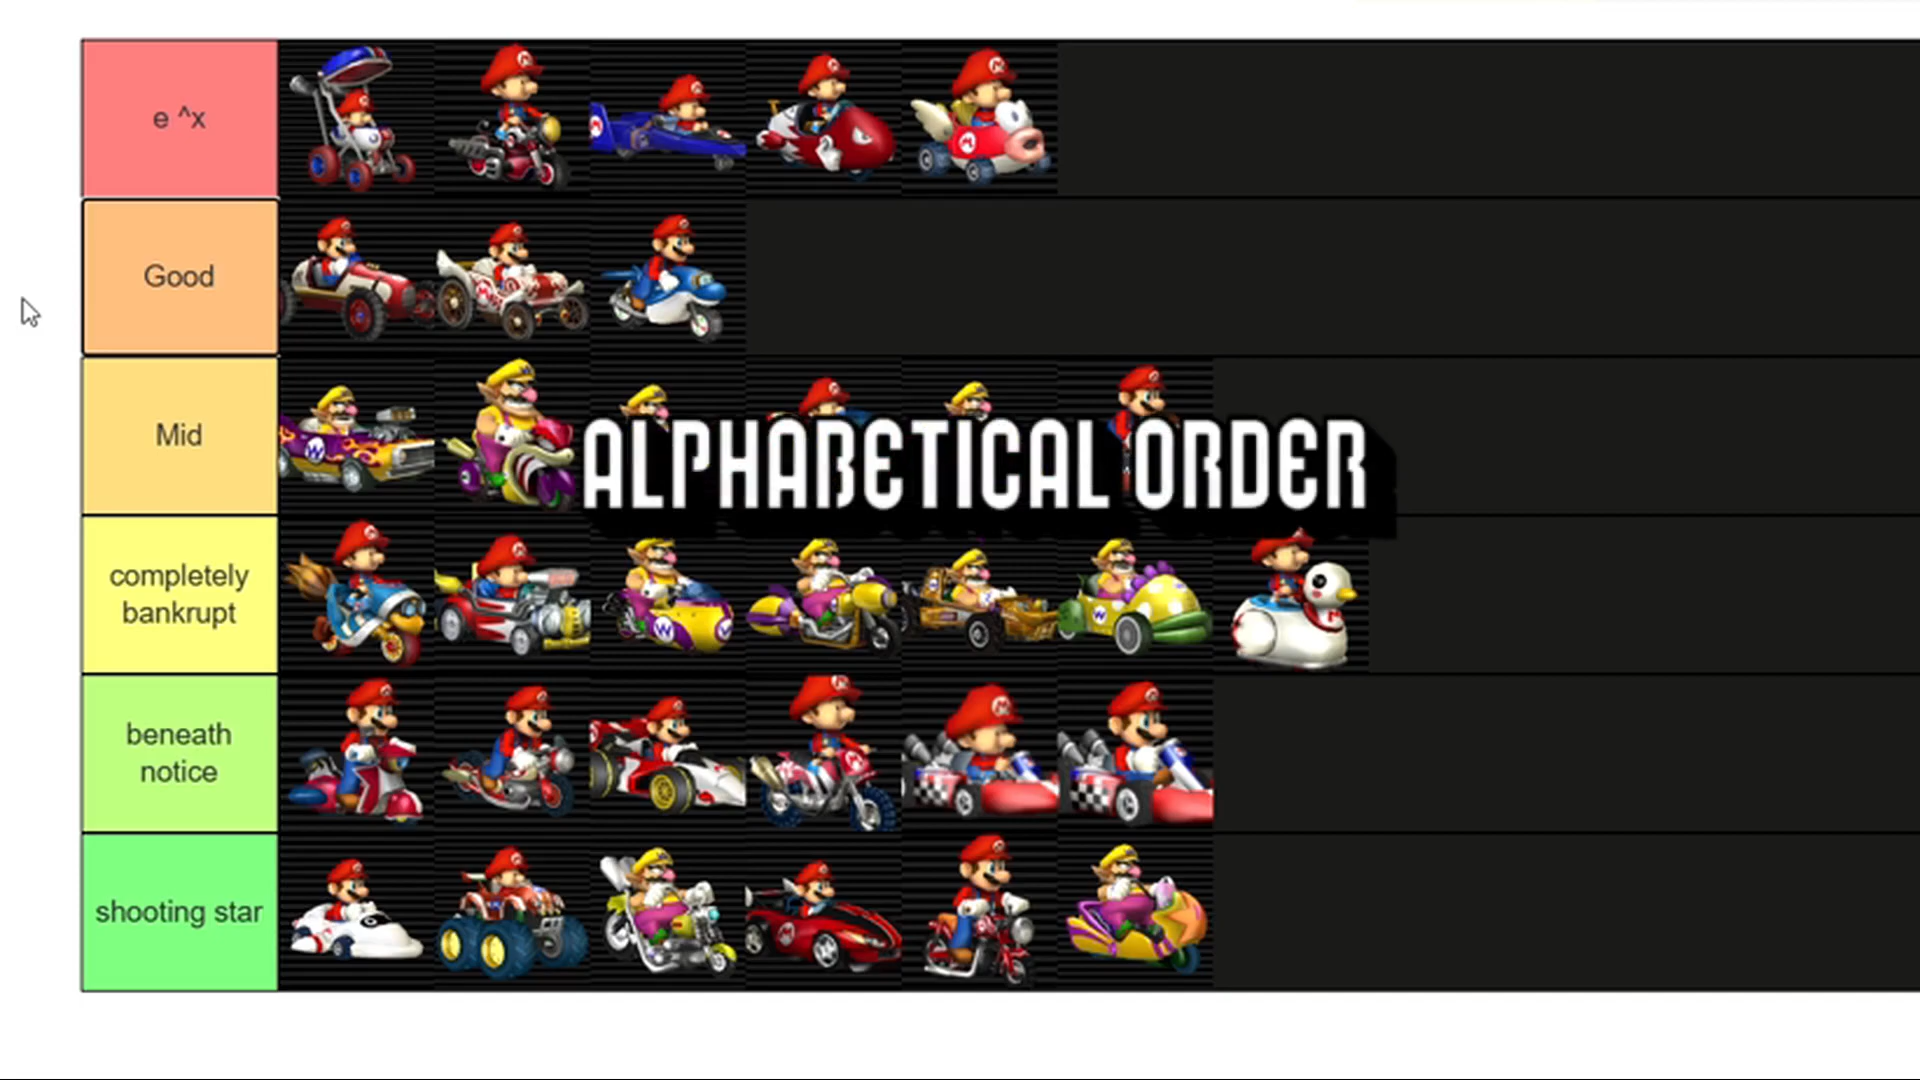 e ^x
Good
Mid
ALPHABETICAL ORDER
completely
bankrupt
beneath
notice
shooting star